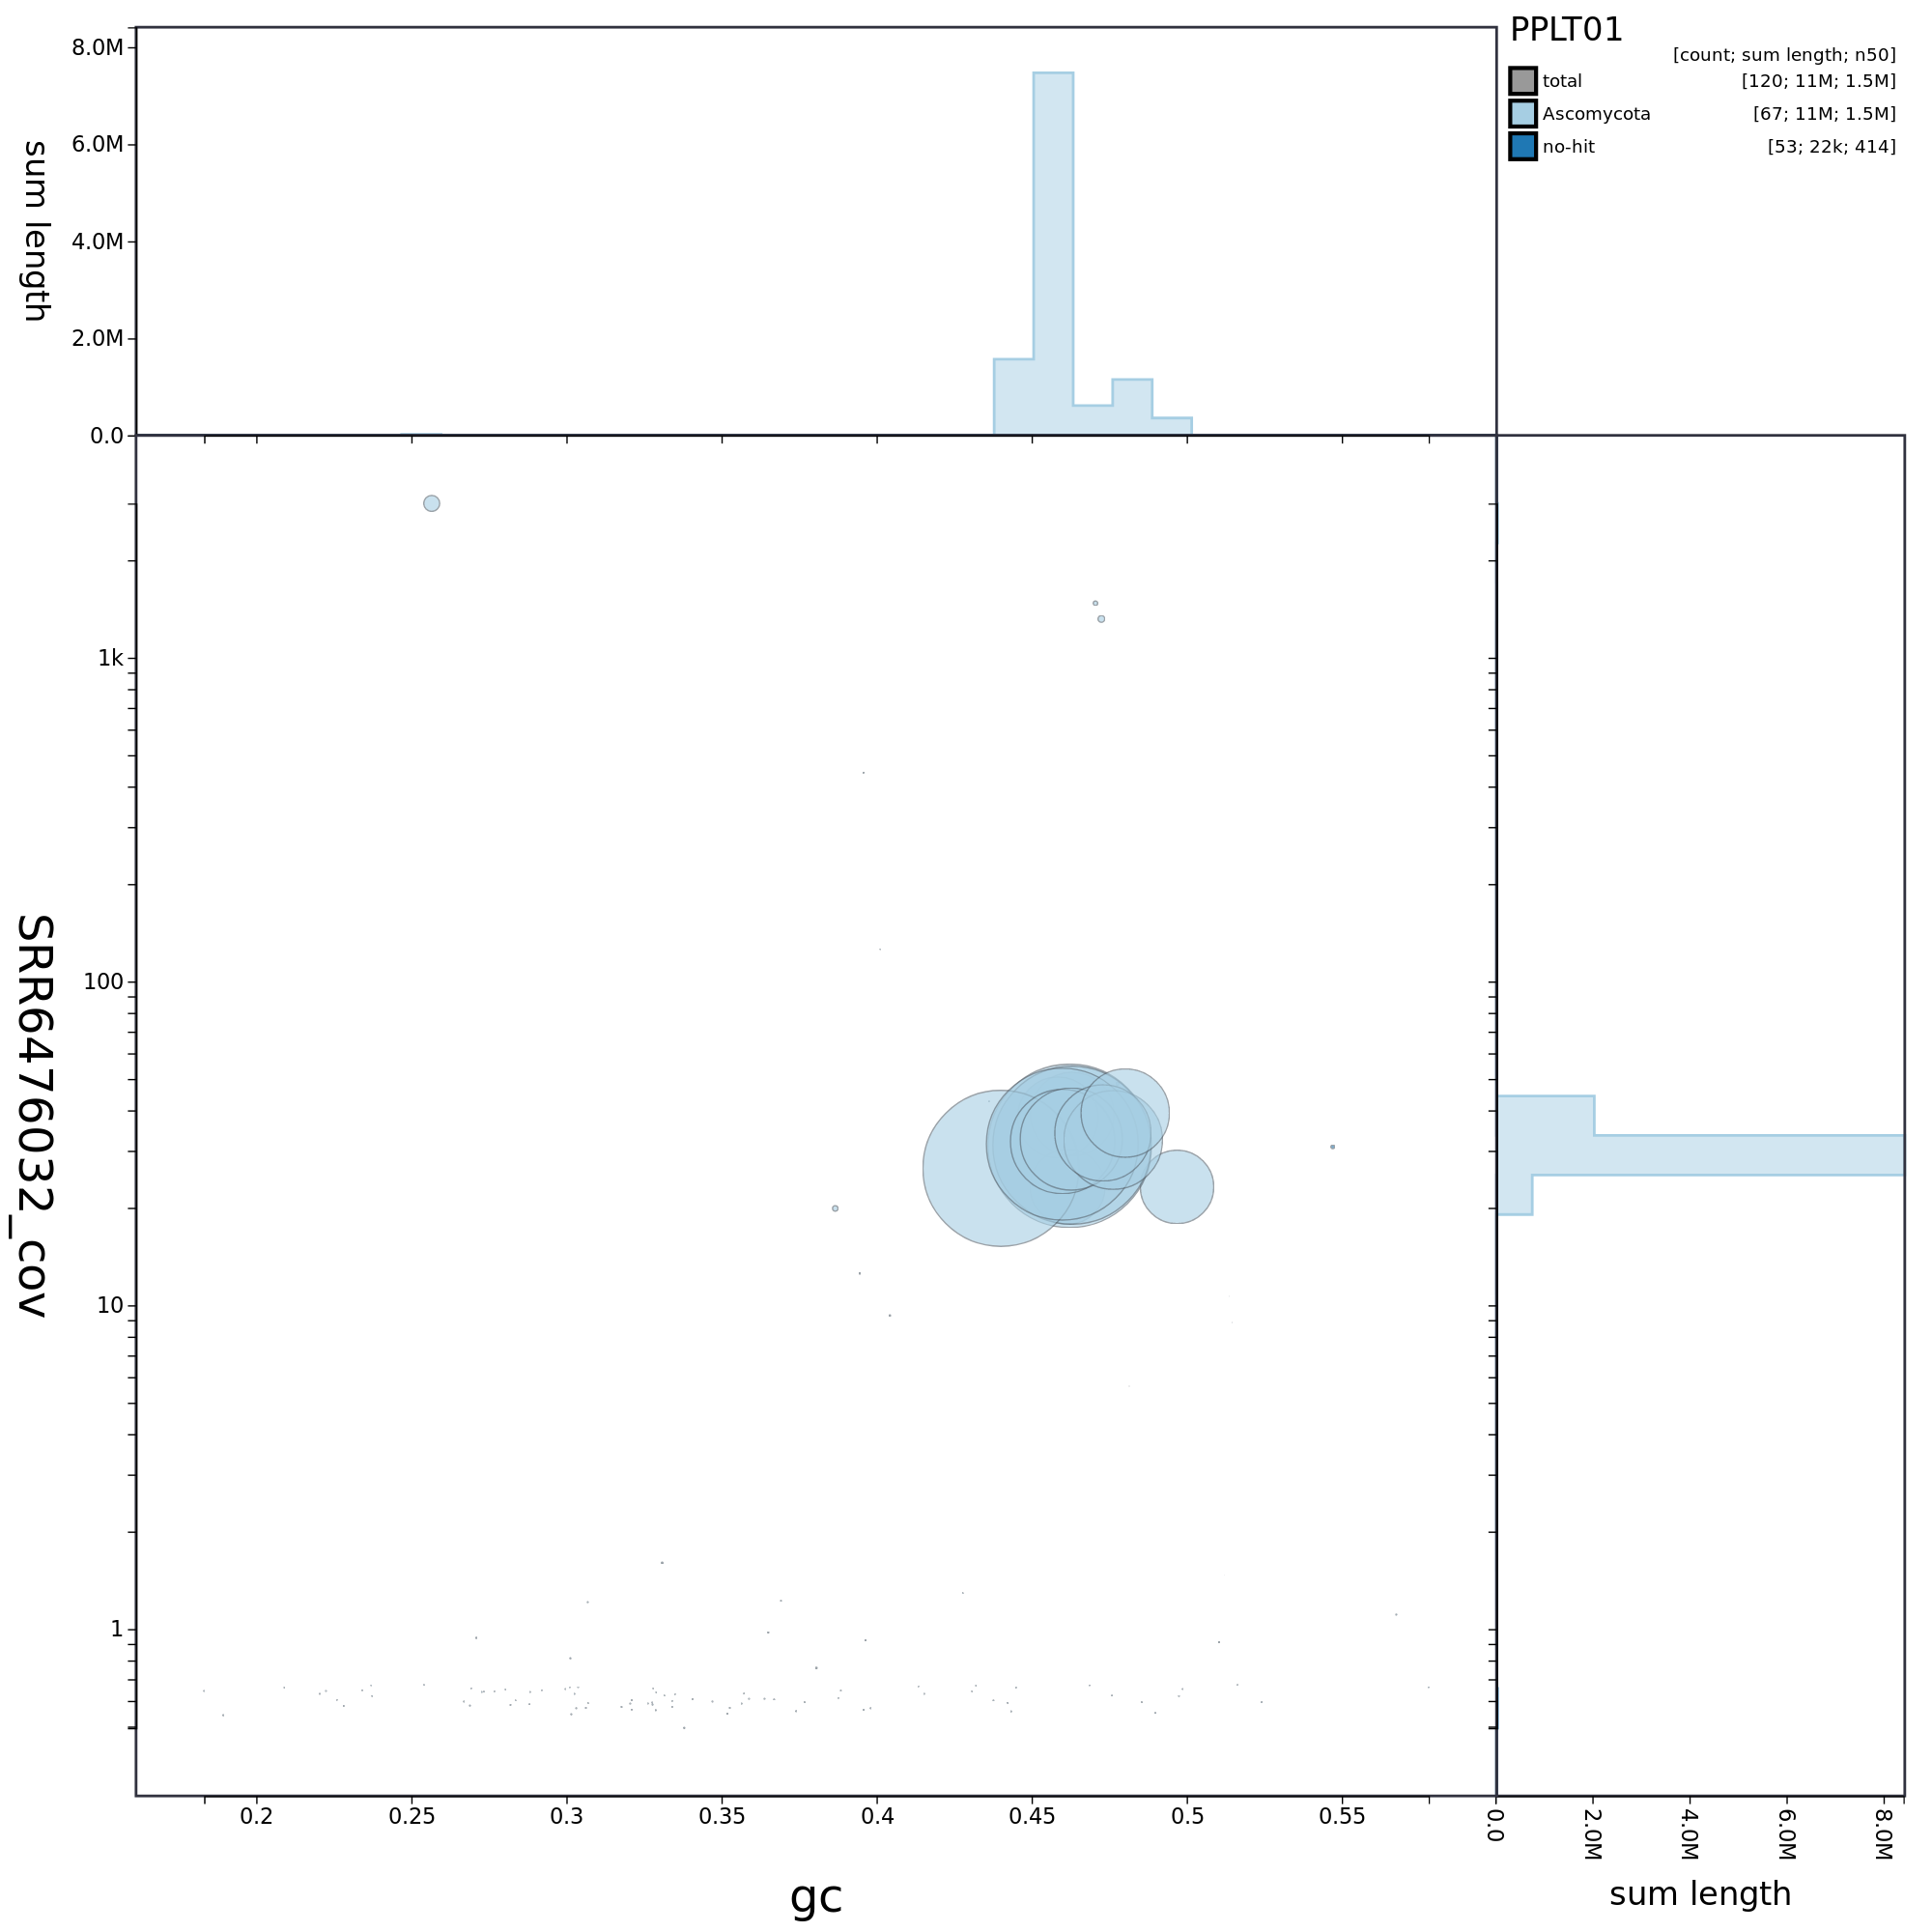 PPLT01
[count; sum length; n50]
total [120; 11M; 1.5M]
Ascomycota [67; 11M; 1.5M]
no-hit [53; 22k; 414]
sum length
8.0M
6.0M
4.0M
2.0M
0.0
SRR6476032_cov
1k
100
10
1
0.2 0.25 0.3 0.35 0.4 0.45 0.5 0.55
gc
0.0 2.0M 4.0M 6.0M 8.0M
sum length